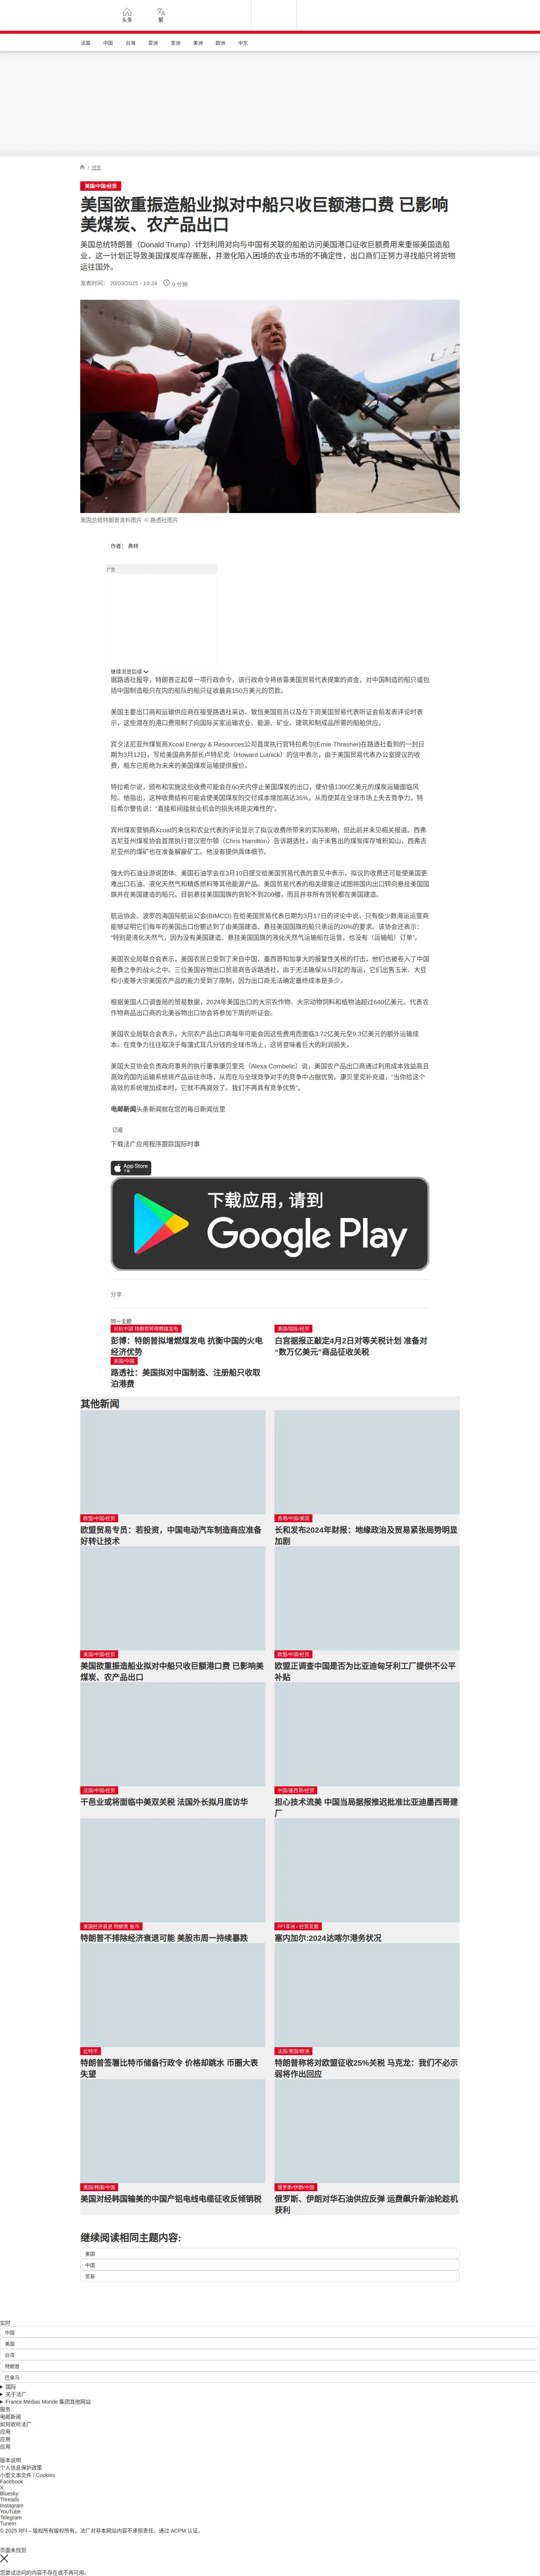 头条
繁
法国
中国
台海
亚洲
非洲
美洲
欧洲
中东
/ 经贸
美国/中国/经贸
美国欲重振造船业拟对中船只收巨额港口费 已影响
美煤炭、农产品出口
美国总统特朗普（Donald Trump）计划利用对向与中国有关联的船舶访问美国港口征收巨额费用来重振美国造船
业，这一计划正导致美国煤炭库存膨胀，并激化陷入困境的农业市场的不确定性，出口商们正努力寻找船只将货物
运往国外。
发表时间： 20/03/2025 - 10:34
9 分钟
美国总统特朗普资料图片 © 路透社图片
作者： 弗林
广告
继续浏览后续
据路透社报导，特朗普正起草一项行政命令，该行政命令将依靠美国贸易代表提案的资金，对中国制造的船只或包
括中国制造船只在内的船队的船只征收最高150万美元的罚款。
美国主要出口商和运输供应商在接受路透社采访、致信美国官员以及在下周美国贸易代表听证会前发表评论时表
示，这些潜在的港口费限制了向国际买家运输农业、能源、矿业、建筑和制成品所需的船舶供应。
宾夕法尼亚州煤炭商Xcoal Energy & Resources公司首席执行官特拉希尔(Ernie Thrasher)在路透社看到的一封日
期为3月12日，写给美国商务部长卢特尼克（Howard Lutnick）的信中表示，由于美国贸易代表办公室提议的收
费，船东已拒绝为未来的美国煤炭运输提供报价。
特拉希尔说，颁布和实施这些收费可能会在60天内停止美国煤炭的出口，使价值1300亿美元的煤炭运输面临风
险。他指出，这种收费结构可能会使美国煤炭的交付成本增加高达35%，从而使其在全球市场上失去竞争力。特
拉希尔警告说：“直接和间接就业机会的损失将是灾难性的”。
宾州煤炭营销商Xcoal的来信和农业代表的评论显示了拟议收费所带来的实际影响，但此前并未见相关报道。西弗
吉尼亚州煤炭协会首席执行官汉密尔顿（Chris Hamilton）告诉路透社，由于未售出的煤炭库存堆积如山，西弗吉
尼亚州的煤矿也在准备解雇矿工。他没有提供具体细节。
强大的石油业游说团体、美国石油学会在3月10日提交给美国贸易代表的意见中表示，拟议的收费还可能使美国更
难出口石油、液化天然气和精炼燃料等其他能源产品。美国贸易代表的相关提案还试图将国内出口转向悬挂美国国
旗并在美国建造的船只。目前悬挂美国国旗的货轮不到200艘，而且并非所有货轮都在美国建造。
航运协会、波罗的海国际航运公会(BIMCO) 在给美国贸易代表日期为3月17日的评论中说，只有极少数海运运营商
能够证明它们每年的美国出口份额达到了由美国建造、悬挂美国国旗的船只承运的20%的要求。该协会还表示：
“特别是液化天然气，因为没有美国建造、悬挂美国国旗的液化天然气运输船在运营，也没有（运输船）订单”。
美国农业局联合会表示，美国农民已受到了来自中国、墨西哥和加拿大的报复性关税的打击，他们也被卷入了中国
船费之争的战火之中。三位美国谷物出口贸易商告诉路透社，由于无法确保从5月起的海运，它们出售玉米、大豆
和小麦等大宗美国农产品的能力受到了限制，因为出口商无法确定最终成本是多少。
根据美国人口调查局的贸易数据，2024年美国出口的大宗农作物、大宗动物饲料和植物油超过640亿美元。代表农
作物商品出口商的北美谷物出口协会将参加下周的听证会。
美国农业局联合会表示，大宗农产品出口商每年可能会因这些费用而面临3.72亿美元至9.3亿美元的额外运输成
本。在竞争力往往取决于每蒲式耳几分钱的全球市场上，这将意味着巨大的利润损失。
美国大豆协会负责政府事务的执行董事康贝里克（Alexa Combelic）说，美国农产品出口商通过利用成本效益高且
高效的国内运输系统将产品运往市场，从而在与全球竞争对手的竞争中占据优势。康贝里克补充道，“当你给这个
高效的系统增加成本时，它就不再高效了。我们不再具有竞争优势”。
电邮新闻头条新闻就在您的每日新闻信里
订阅
下载法广应用程序跟踪国际时事
App Store
下载
下载应用，请到
Google Play
分享 :
同一主题
对抗中国 特朗普将增燃媒发电
彭博：特朗普拟增燃煤发电 抗衡中国的火电
经济优势
美国/国际/经贸
白宫据报正敲定4月2日对等关税计划 准备对
“数万亿美元”商品征收关税
美国/中国
路透社：美国拟对中国制造、注册船只收取
泊港费
其他新闻
欧盟/中国/经贸
欧盟贸易专员：若投资，中国电动汽车制造商应准备
好转让技术
香港/中国/美国
长和发布2024年财报：地缘政治及贸易紧张局势明显
加剧
美国/中国/经贸
美国欲重振造船业拟对中船只收巨额港口费 已影响美
煤炭、农产品出口
欧盟/中国/经贸
欧盟正调查中国是否为比亚迪匈牙利工厂提供不公平
补贴
法国/中国/经贸
干邑业或将面临中美双关税 法国外长拟月底访华
中国/墨西哥/经贸
担心技术流美 中国当局据报推迟批准比亚迪墨西哥建
厂
美国经济衰退 特朗普 股市
特朗普不排除经济衰退可能 美股市周一持续暴跌
RFI非洲 / 经贸发展
塞内加尔:2024达喀尔港务状况
比特币
特朗普签署比特币储备行政令 价格却跳水 币圈大表
失望
法国/美国/欧洲
特朗普称将对欧盟征收25%关税 马克龙：我们不必示
弱将作出回应
美国/韩国/中国
美国对经韩国输美的中国产铝电线电缆征收反倾销税
俄罗斯/伊朗/中国
俄罗斯、伊朗对华石油供应反弹 运费飙升新油轮趁机
获利
继续阅读相同主题内容:
美国
中国
贸易
实时
中国
美国
台湾
特朗普
巴拿马
国际
关于法广
France Médias Monde 集团其他网站
服务
电邮新闻
如何收听法广
应用
应用
应用
版本说明
个人信息保护政策
小型文本文件 / Cookies
Facebook
X
Bluesky
Threads
Instagram
YouTube
Telegram
TuneIn
© 2025 RFI – 版权所有版权所有。法广对非本网站内容不承担责任。通过 ACPM 认证。
页面未找到
您尝试访问的内容不存在或不再可用。